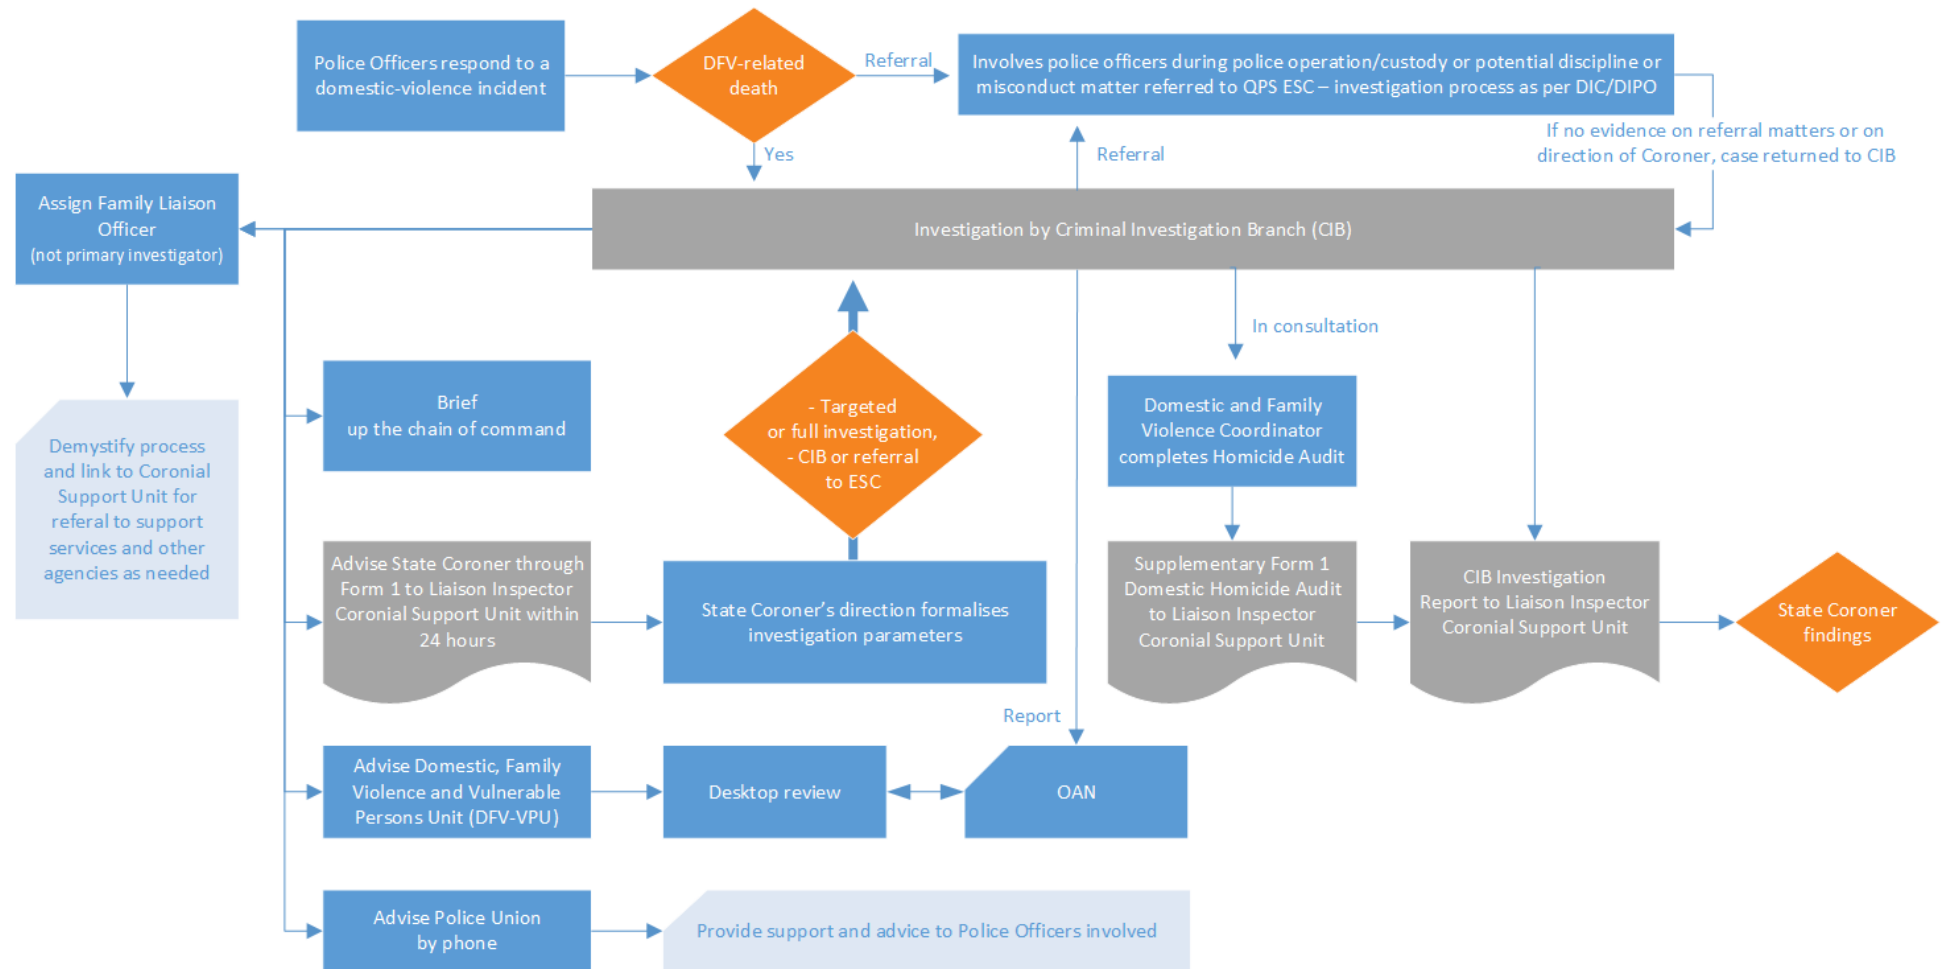 Police Officers respond to a
domestic-violence incident
DFV-related
death
Referral
Involves police officers during police operation/custody or potential discipline or
misconduct matter referred to QPS ESC – investigation process as per DIC/DIPO
If no evidence on referral matters or on
direction of Coroner, case returned to CIB
Yes
Referral
Assign Family Liaison
Officer
(not primary investigator)
Investigation by Criminal Investigation Branch (CIB)
In consultation
Demystify process
and link to Coronial
Support Unit for
referal to support
services and other
agencies as needed
Brief
up the chain of command
- Targeted
or full investigation,
- CIB or referral
to ESC
Domestic and Family
Violence Coordinator
completes Homicide Audit
Advise State Coroner through
Form 1 to Liaison Inspector
Coronial Support Unit within
24 hours
State Coroner's direction formalises
investigation parameters
Supplementary Form 1
Domestic Homicide Audit
to Liaison Inspector
Coronial Support Unit
CIB Investigation
Report to Liaison Inspector
Coronial Support Unit
State Coroner
findings
Report
Advise Domestic, Family
Violence and Vulnerable
Persons Unit (DFV-VPU)
Desktop review
OAN
Advise Police Union
by phone
Provide support and advice to Police Officers involved